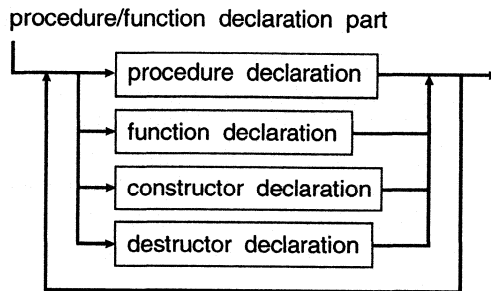 procedure/function declaration part
procedure declaration
function declaration
constructor declaration
destructor declaration